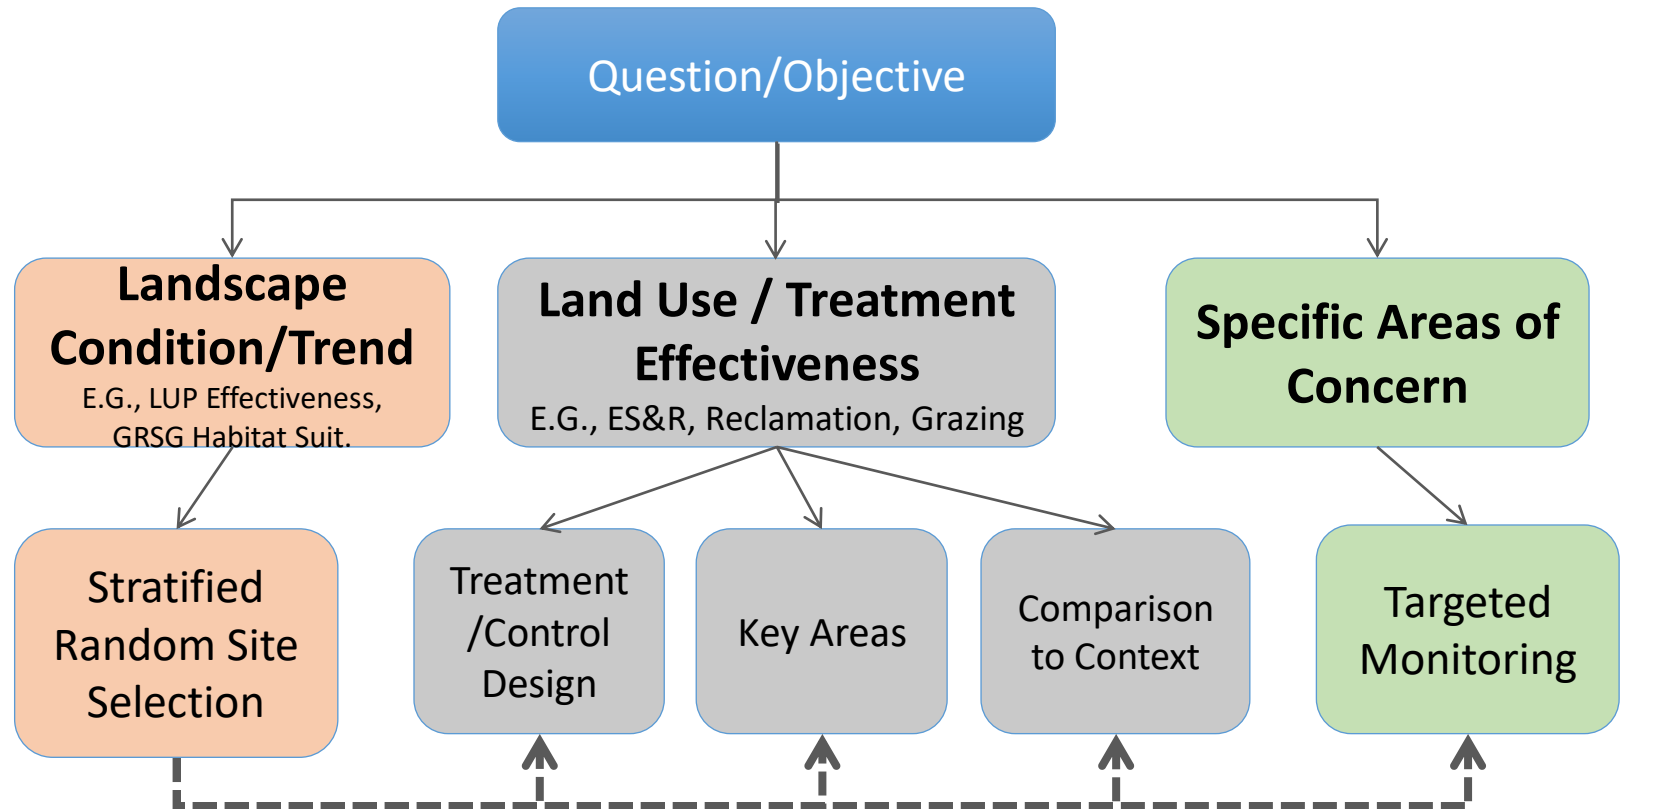 Question/Objective
Landscape
Condition/Trend
E.G., LUP Effectiveness,
GRSG Habitat Suit.
Land Use / Treatment
Effectiveness
E.G., ES&R, Reclamation, Grazing
Specific Areas of
Concern
Stratified
Random Site
Selection
Treatment
/Control
Design
Key Areas
Comparison
to Context
Targeted
Monitoring